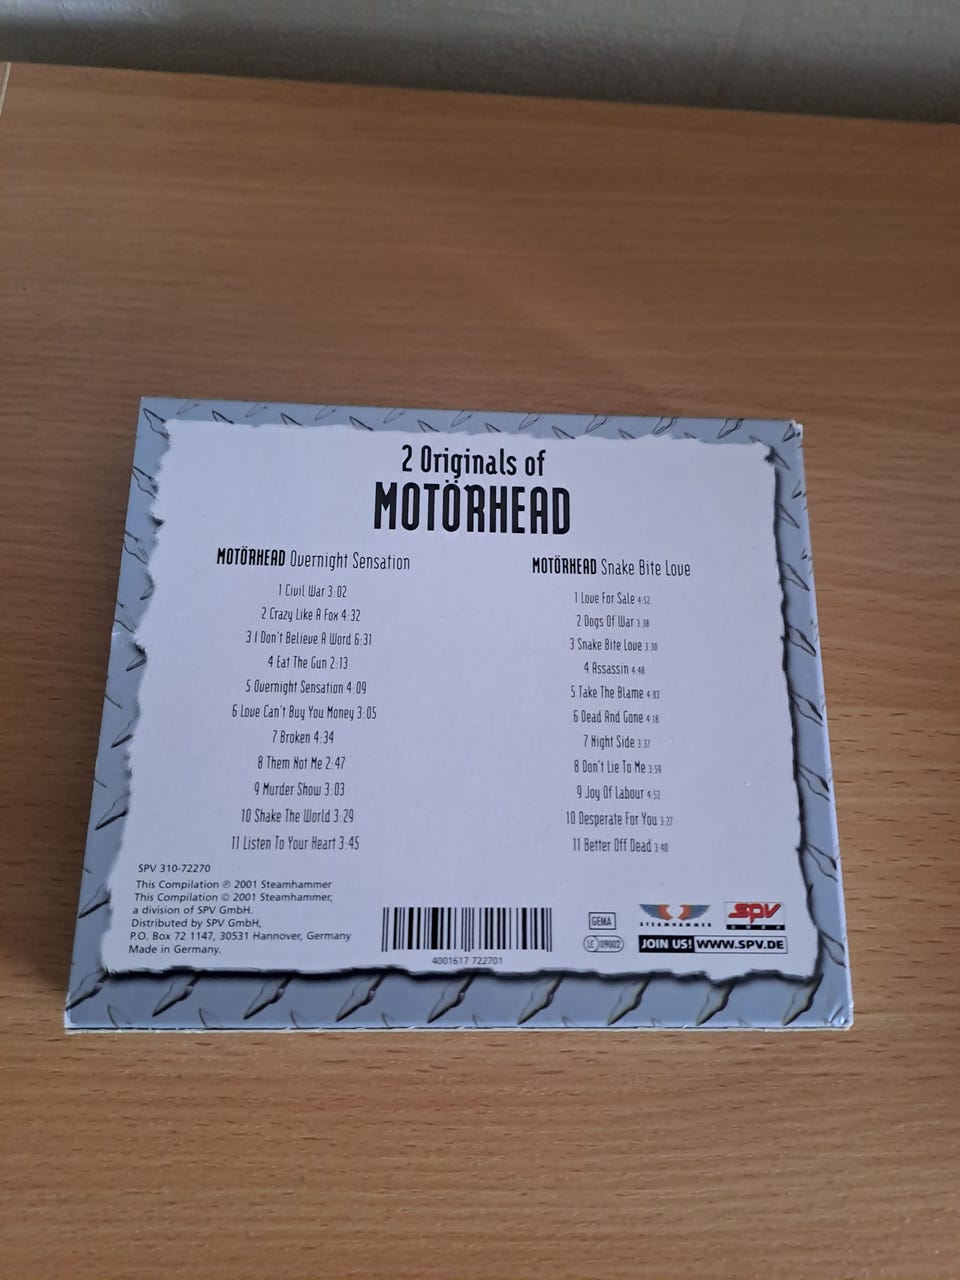 2 Originals of
MOTÖRHEAD
MOTÖRHEAD Overnight Sensation
1 Civil War 3:02
2 Crazy Like A Fox 4:32
3 I Don't Believe A Word 6:31
4 Eat The Gun 2:13
5 Overnight Sensation 4:09
6 Love Can't Buy You Money 3:05
7 Broken 4:34
8 Them Not Me 2:47
9 Murder Show 3:03
10 Shake The World 3:29
11 Listen To Your Heart 3:45
MOTÖRHEAD Snake Bite Love
1 Love For Sale 4:52
2 Dogs Of War 3:38
3 Snake Bite Love 3:30
4 Assassin 4:48
5 Take The Blame 4:03
6 Dead And Gone 4:18
7 Night Side 3:37
8 Don't Lie To Me 3:59
9 Joy Of Labour 4:52
10 Desperate For You 3:27
11 Better Off Dead 3:40
SPV 310-72270
This Compilation ℗ 2001 Steamhammer
This Compilation © 2001 Steamhammer,
a division of SPV GmbH.
Distributed by SPV GmbH,
P.O. Box 72 1147, 30531 Hannover, Germany
Made in Germany.
4001617 722701
GEMA
LC 09002
STEAMHAMMER
SPV
GMBH
JOIN US! WWW.SPV.DE